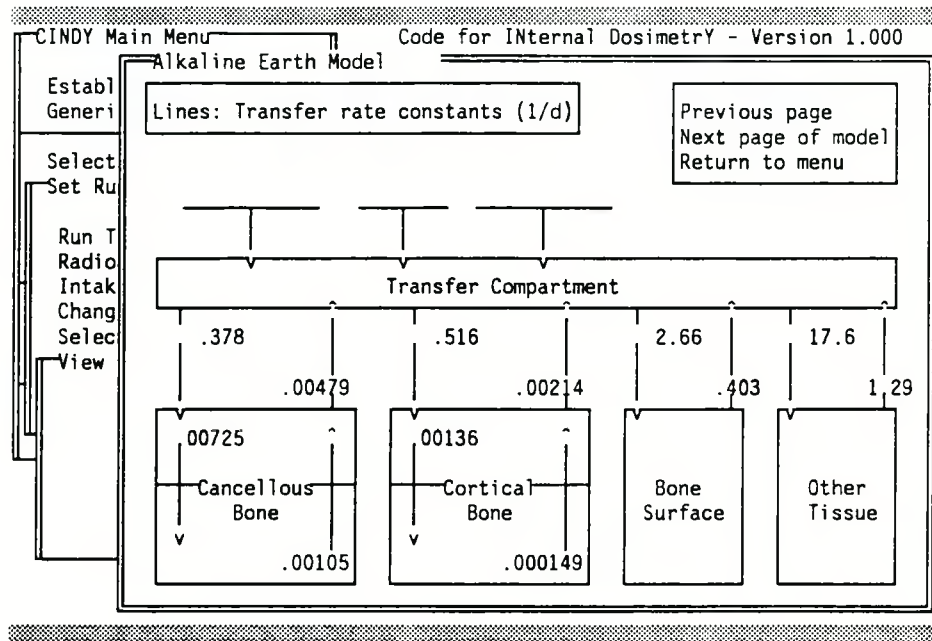 CINDY Main Menu Code for INternal DosimetrY - Version 1.000
Alkaline Earth Model
Establ
Generi
Lines: Transfer rate constants (1/d)
Previous page
Next page of model
Return to menu
Select
Set Ru
Run T
Radio
Intak
Chang
Selec
View
Transfer Compartment
.378 .516 2.66 17.6
.00479 .00214 .403 1.29
00725 00136
Cancellous Bone
Cortical Bone
Bone Surface
Other Tissue
.00105 .000149